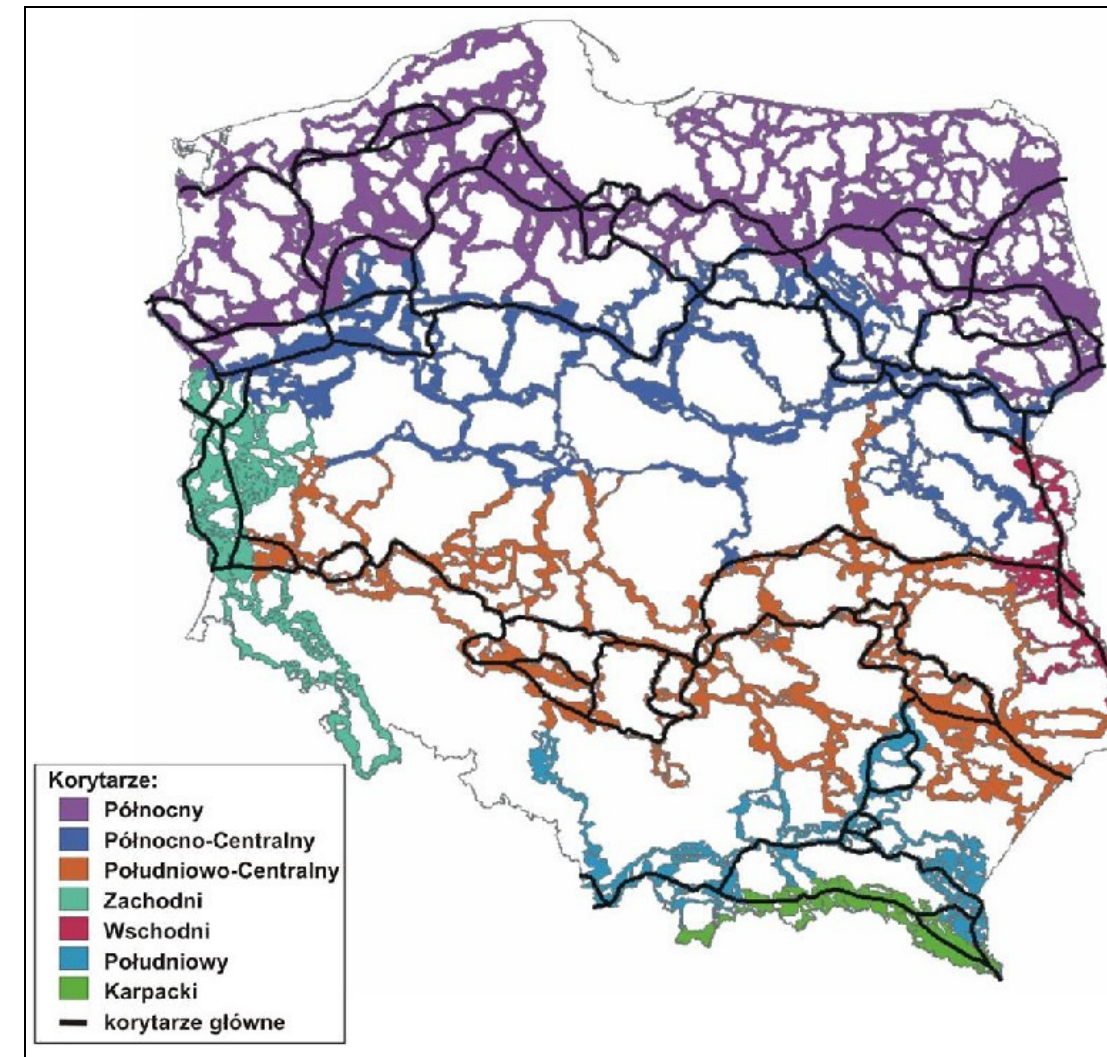 Korytarze:
Północny
Północno-Centralny
Południowo-Centralny
Zachodni
Wschodni
Południowy
Karpacki
korytarze główne